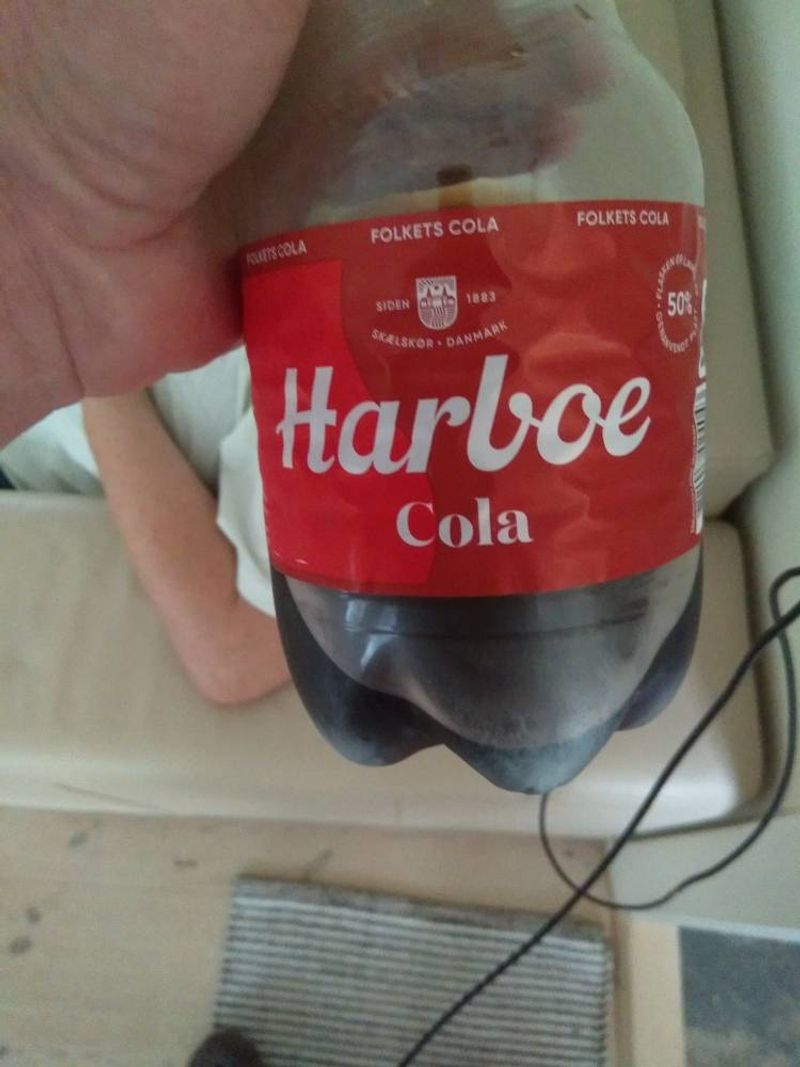 FOLKETS COLA FOLKETS COLA FOLKETS COLA
SIDEN 1883
SKÆLSKØR • DANMARK
50%
Harboe
Cola